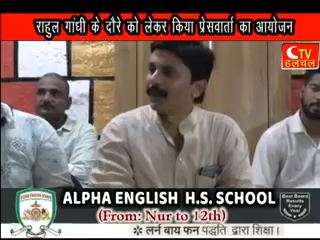 राहुल गांधी के दौरे को लेकर किया प्रेसवार्ता का आयोजन
CTV
हलचल
ALPHA ENGLISH H.S. SCHOOL
(From: Nur to 12th)
Best Board
Results
Every
Year
* लर्न बाय फन पद्धति द्वारा शिक्षा।